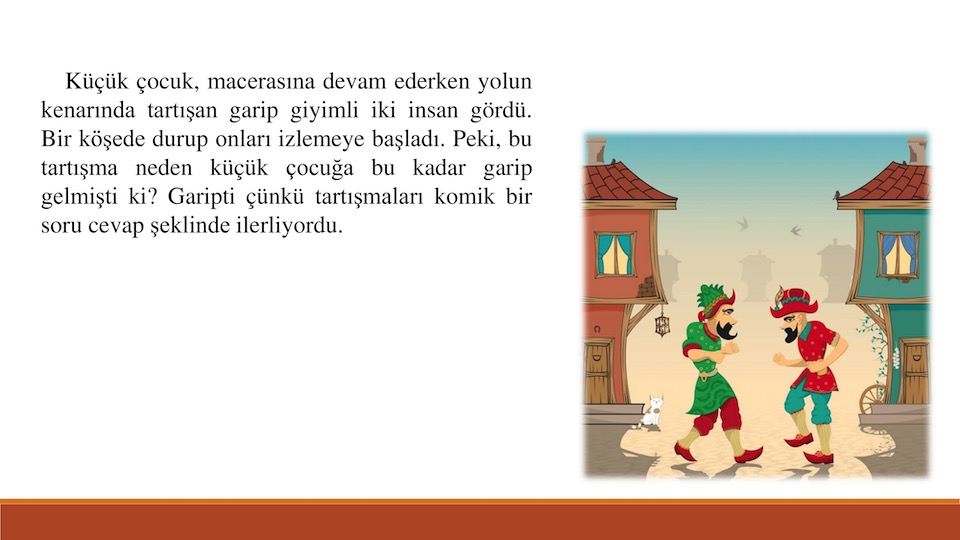 Küçük çocuk, macerasına devam ederken yolun
kenarında tartışan garip giyimli iki insan gördü.
Bir köşede durup onları izlemeye başladı. Peki, bu
tartışma neden küçük çocuğa bu kadar garip
gelmişti ki? Garipti çünkü tartışmaları komik bir
soru cevap şeklinde ilerliyordu.